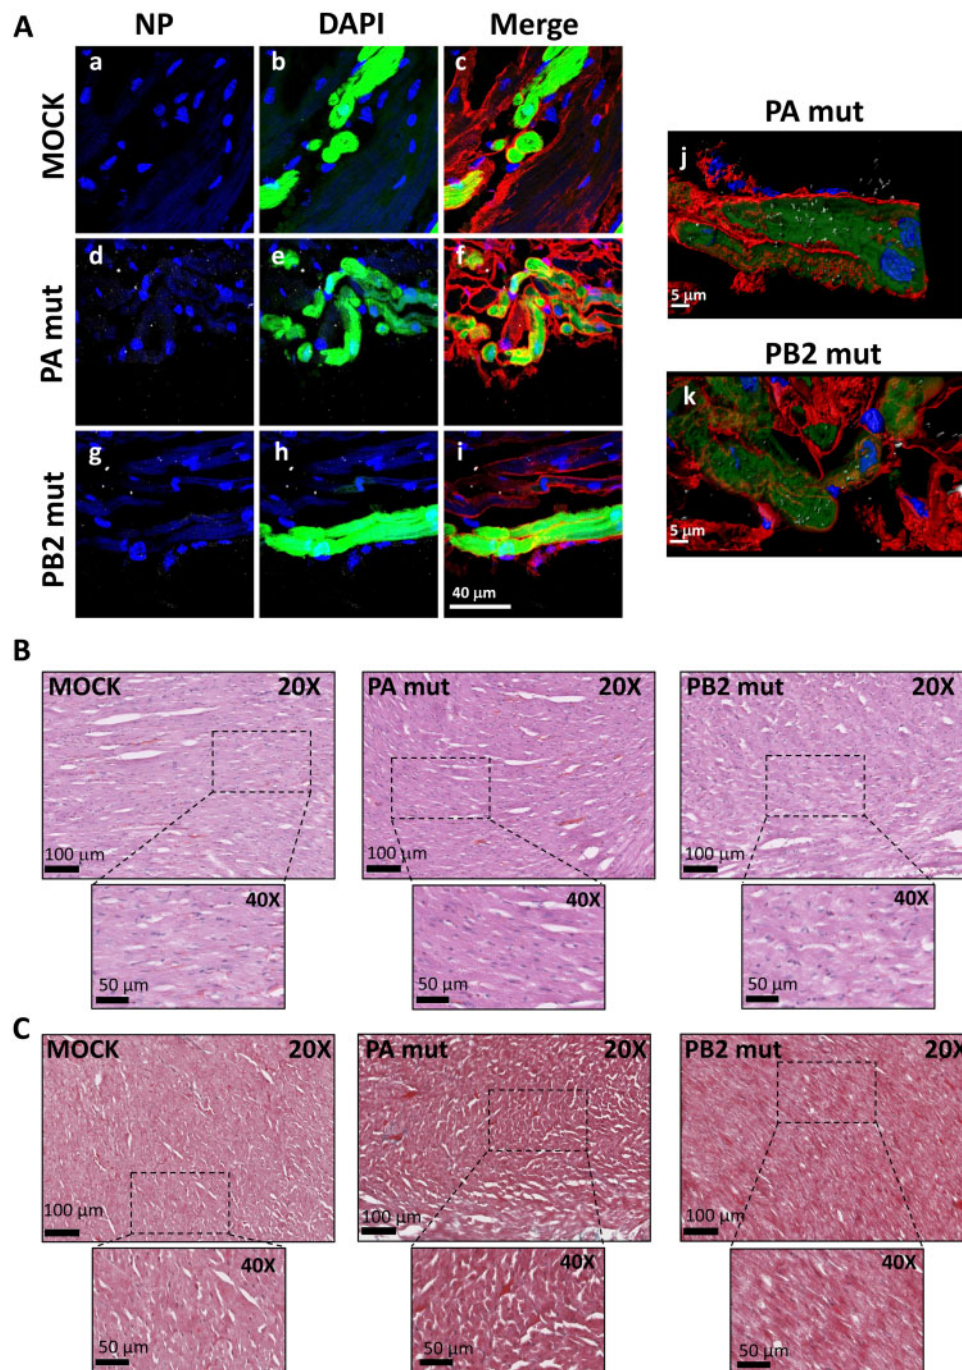 A NP DAPI Merge
MOCK a b c
PA mut d e f
PB2 mut g h i
40 µm
PA mut
j
5 µm
PB2 mut
k
5 µm
B
MOCK 20X
100 µm
40X
50 µm
PA mut 20X
100 µm
40X
50 µm
PB2 mut 20X
100 µm
40X
50 µm
C
MOCK 20X
100 µm
40X
50 µm
PA mut 20X
100 µm
40X
50 µm
PB2 mut 20X
100 µm
40X
50 µm